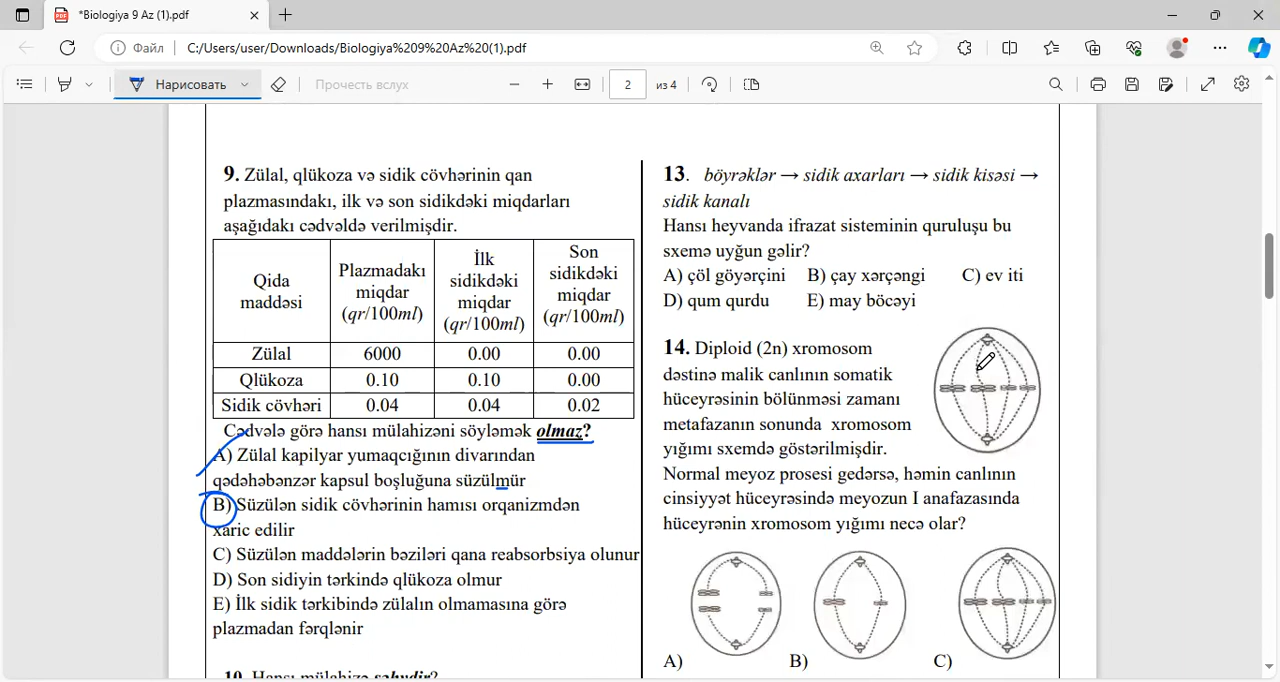 *Biologiya 9 Az (1).pdf
Файл
C:/Users/user/Downloads/Biologiya%209%20Az%20(1).pdf
Нарисовать
Прочесть вслух
2
из 4
9. Zülal, qlükoza və sidik cövhərinin qan
plazmasındakı, ilk və son sidikdəki miqdarları
aşağıdakı cədvəldə verilmişdir.
Qida
maddəsi
Plazmadakı
miqdar
(qr/100ml)
İlk
sidikdəki
miqdar
(qr/100ml)
Son
sidikdəki
miqdar
(qr/100ml)
Zülal 6000 0.00 0.00
Qlükoza 0.10 0.10 0.00
Sidik cövhəri 0.04 0.04 0.02
Cədvələ görə hansı mülahizəni söyləmək olmaz?
A) Zülal kapilyar yumaqcığının divarından
qədəhəbənzər kapsul boşluğuna süzülmür
B) Süzülən sidik cövhərinin hamısı orqanizmdən
xaric edilir
C) Süzülən maddələrin bəziləri qana reabsorbsiya olunur
D) Son sidiyin tərkində qlükoza olmur
E) İlk sidik tərkibində zülalın olmamasına görə
plazmadan fərqlənir
10. Hansı mülahizə səhvdir?
13. böyrəklər → sidik axarları → sidik kisəsi →
sidik kanalı
Hansı heyvanda ifrazat sisteminin quruluşu bu
sxemə uyğun gəlir?
A) çöl göyərçini B) çay xərçəngi C) ev iti
D) qum qurdu E) may böcəyi
14. Diploid (2n) xromosom
dəstinə malik canlının somatik
hüceyrəsinin bölünməsi zamanı
metafazanın sonunda xromosom
yığımı sxemdə göstərilmişdir.
Normal meyoz prosesi gedərsə, həmin canlının
cinsiyyət hüceyrəsində meyozun I anafazasında
hüceyrənin xromosom yığımı necə olar?
A) B) C)